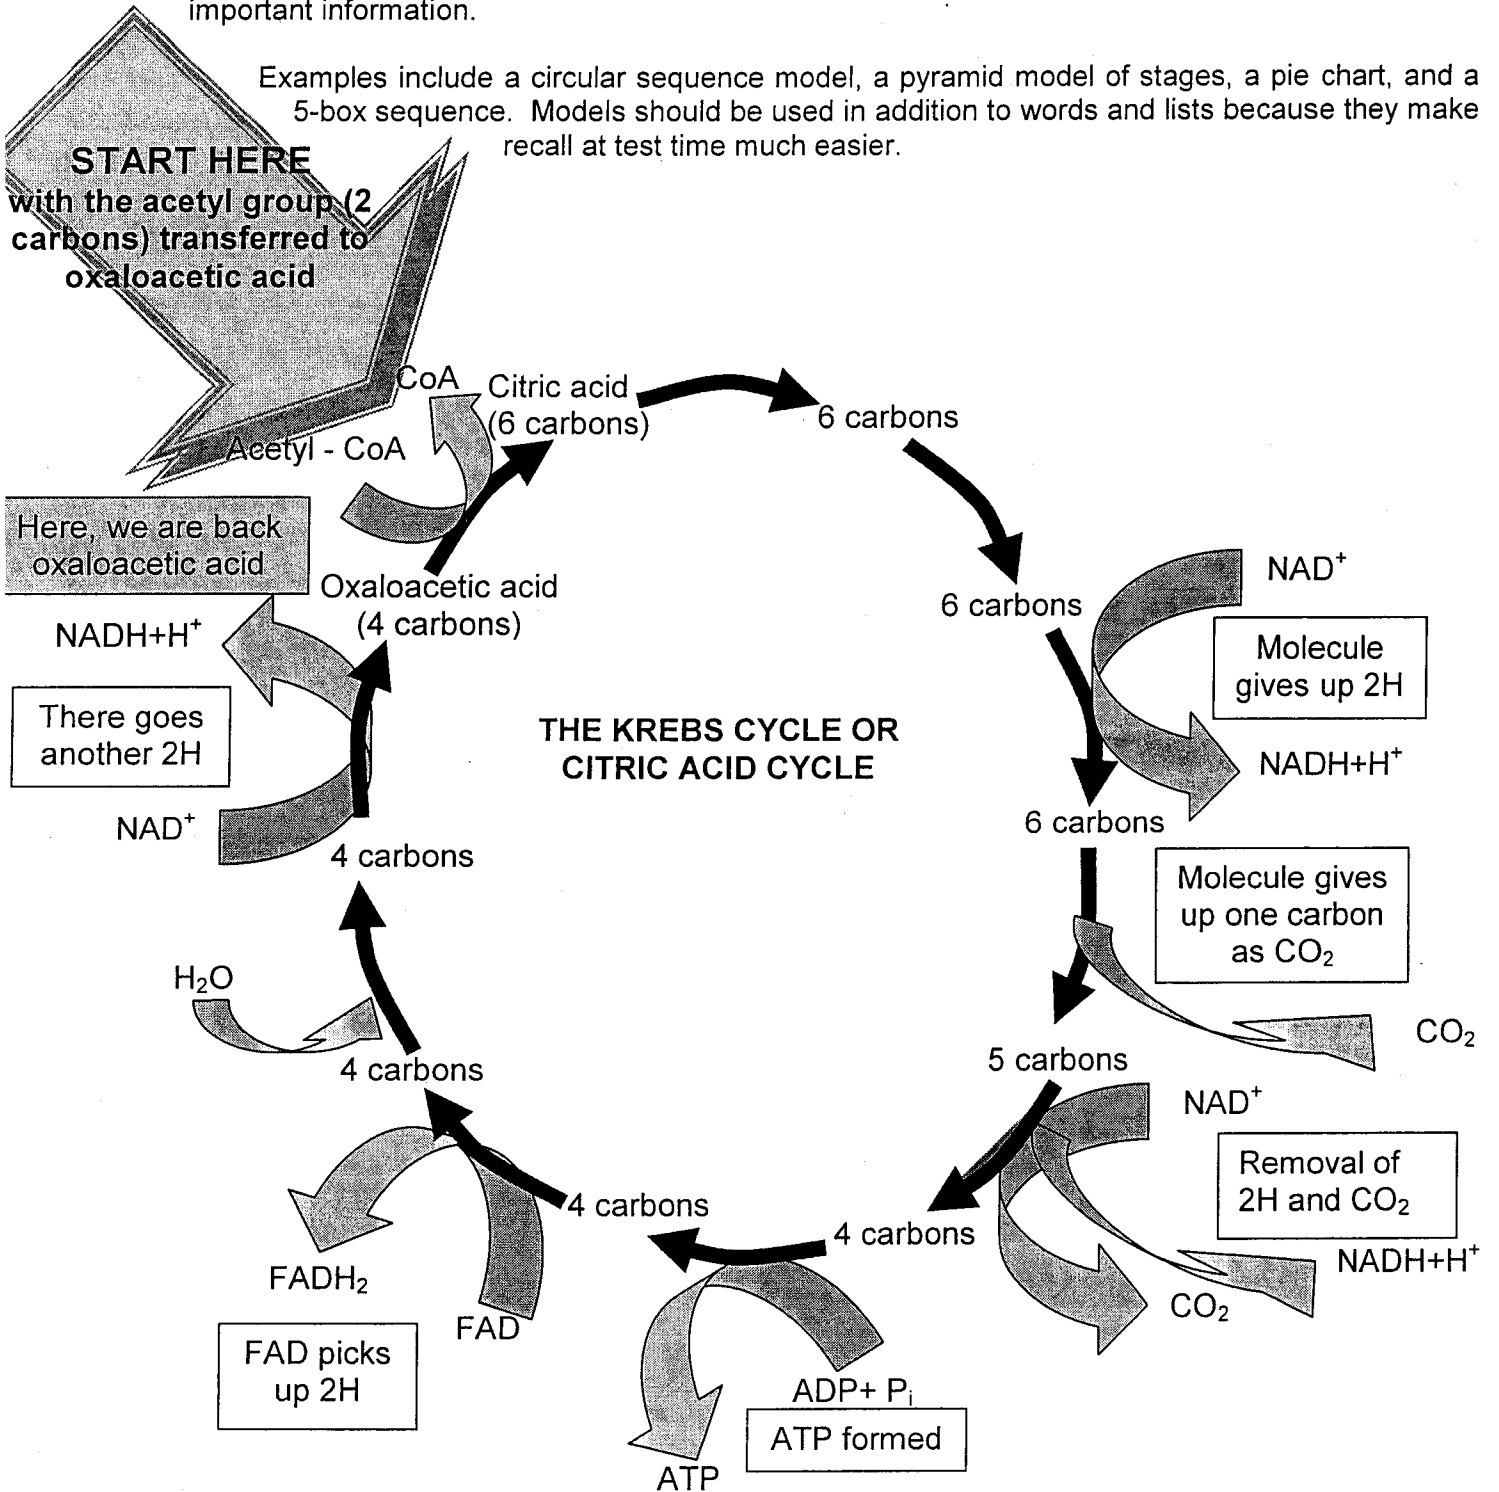 important information.
Examples include a circular sequence model, a pyramid model of stages, a pie chart, and a
5-box sequence. Models should be used in addition to words and lists because they make
recall at test time much easier.
START HERE
with the acetyl group (2
carbons) transferred to
oxaloacetic acid
CoA
Citric acid
(6 carbons)
6 carbons
Acetyl - CoA
Here, we are back
oxaloacetic acid
Oxaloacetic acid
(4 carbons)
6 carbons
NAD⁺
NADH+H⁺
Molecule
gives up 2H
There goes
another 2H
THE KREBS CYCLE OR
CITRIC ACID CYCLE
NADH+H⁺
NAD⁺
6 carbons
4 carbons
Molecule gives
up one carbon
as CO₂
H₂O
CO₂
5 carbons
4 carbons
NAD⁺
Removal of
2H and CO₂
4 carbons
4 carbons
NADH+H⁺
FADH₂
CO₂
FAD
FAD picks
up 2H
ADP+ Pᵢ
ATP formed
ATP